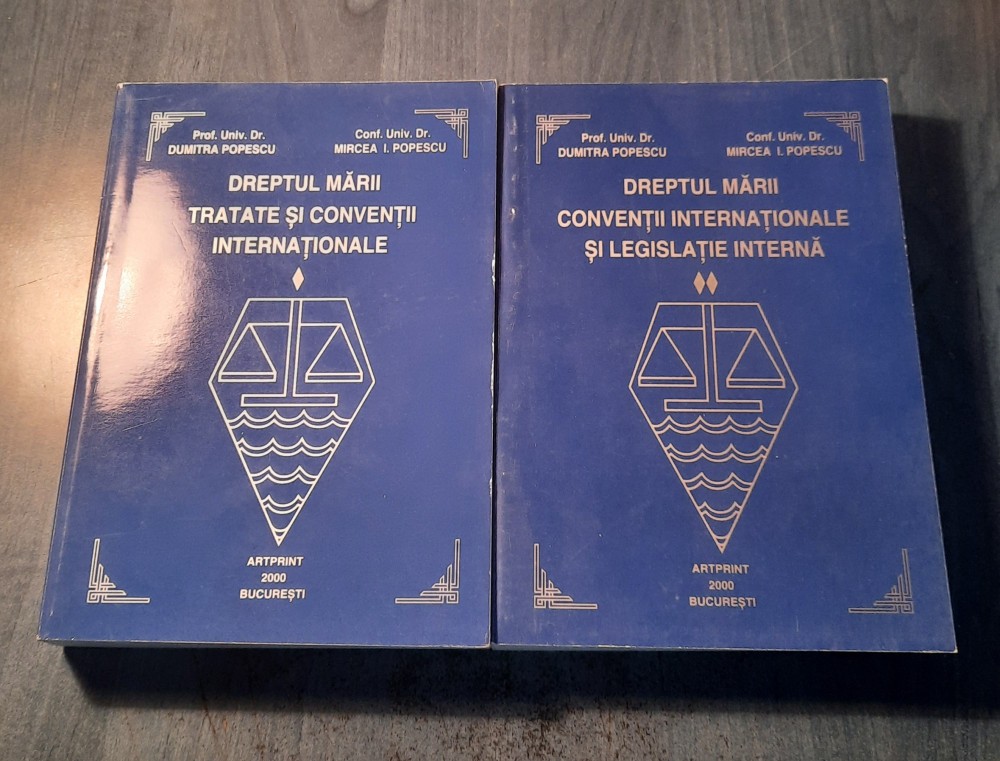 Prof. Univ. Dr.
DUMITRA POPESCU
Conf. Univ. Dr.
MIRCEA I. POPESCU
DREPTUL MĂRII
TRATATE ȘI CONVENȚII
INTERNAȚIONALE
ARTPRINT
2000
BUCUREȘTI
Prof. Univ. Dr.
DUMITRA POPESCU
Conf. Univ. Dr.
MIRCEA I. POPESCU
DREPTUL MĂRII
CONVENȚII INTERNAȚIONALE
ȘI LEGISLAȚIE INTERNĂ
ARTPRINT
2000
BUCUREȘTI